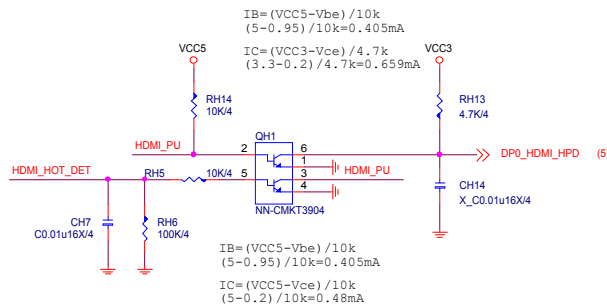 IB=(VCC5-Vbe)/10k
(5-0.95)/10k=0.405mA
IC=(VCC3-Vce)/4.7k
(3.3-0.2)/4.7k=0.659mA
VCC5
VCC3
RH14
10K/4
RH13
4.7K/4
HDMI_PU
QH1
2
6
1
DP0_HDMI_HPD (5
HDMI_HOT_DET
RH5
10K/4
5
3
4
HDMI_PU
NN-CMKT3904
CH14
X_C0.01u16X/4
CH7
C0.01u16X/4
RH6
100K/4
IB=(VCC5-Vbe)/10k
(5-0.95)/10k=0.405mA
IC=(VCC5-Vce)/10k
(5-0.2)/10k=0.48mA